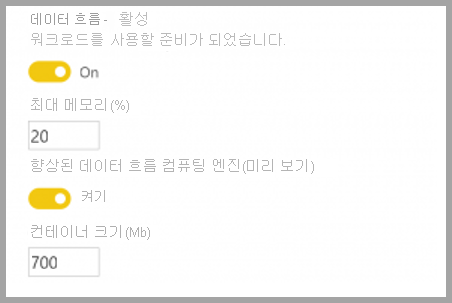 데이터 흐름 - 활성
워크로드를 사용할 준비가 되었습니다.
On
최대 메모리(%)
20
향상된 데이터 흐름 컴퓨팅 엔진(미리 보기)
켜기
컨테이너 크기(Mb)
700